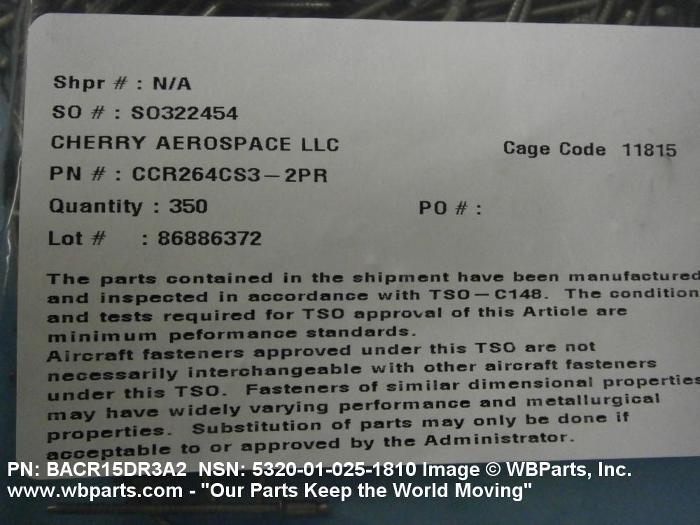 Shpr # : N/A
SO # : SO322454
CHERRY AEROSPACE LLC
Cage Code 11815
PN # : CCR264CS3-2PR
Quantity : 350
PO # :
Lot # : 86886372
The parts contained in the shipment have been manufactured
and inspected in accordance with TSO-C148. The condition
and tests required for TSO approval of this Article are
minimum peformance standards.
Aircraft fasteners approved under this TSO are not
necessarily interchangeable with other aircraft fasteners
under this TSO. Fasteners of similar dimensional properties
may have widely varying performance and metallurgical
properties. Substitution of parts may only be done if
acceptable to or approved by the Administrator.
PN: BACR15DR3A2 NSN: 5320-01-025-1810 Image © WBParts, Inc.
www.wbparts.com - "Our Parts Keep the World Moving"